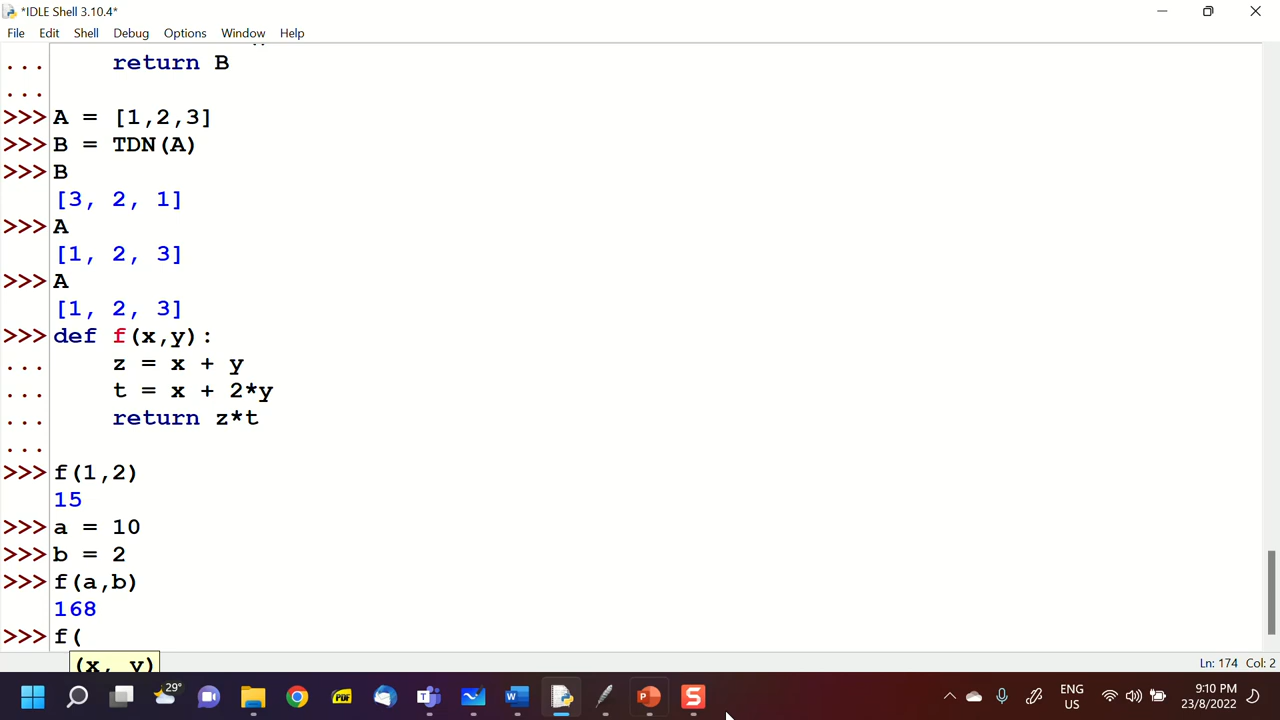 *IDLE Shell 3.10.4*
File Edit Shell Debug Options Window Help
... return B
...
>>> A = [1,2,3]
>>> B = TDN(A)
>>> B
[3, 2, 1]
>>> A
[1, 2, 3]
>>> A
[1, 2, 3]
>>> def f(x,y):
... z = x + y
... t = x + 2*y
... return z*t
...
>>> f(1,2)
15
>>> a = 10
>>> b = 2
>>> f(a,b)
168
>>> f(
(x, y)
Ln: 174 Col: 2
29°
PDF
W
P
S
ENG
US
9:10 PM
23/8/2022